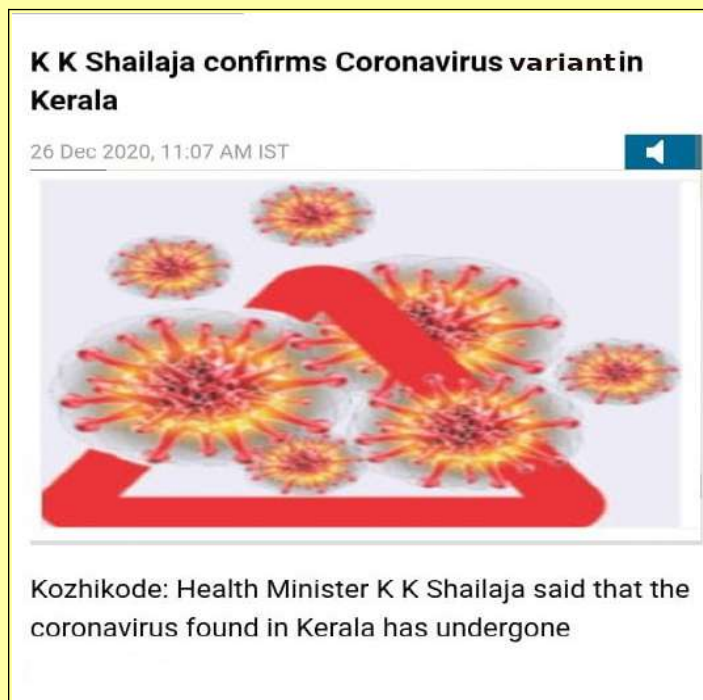 K K Shailaja confirms Coronavirus variantin
Kerala
26 Dec 2020, 11:07 AM IST
Kozhikode: Health Minister K K Shailaja said that the
coronavirus found in Kerala has undergone